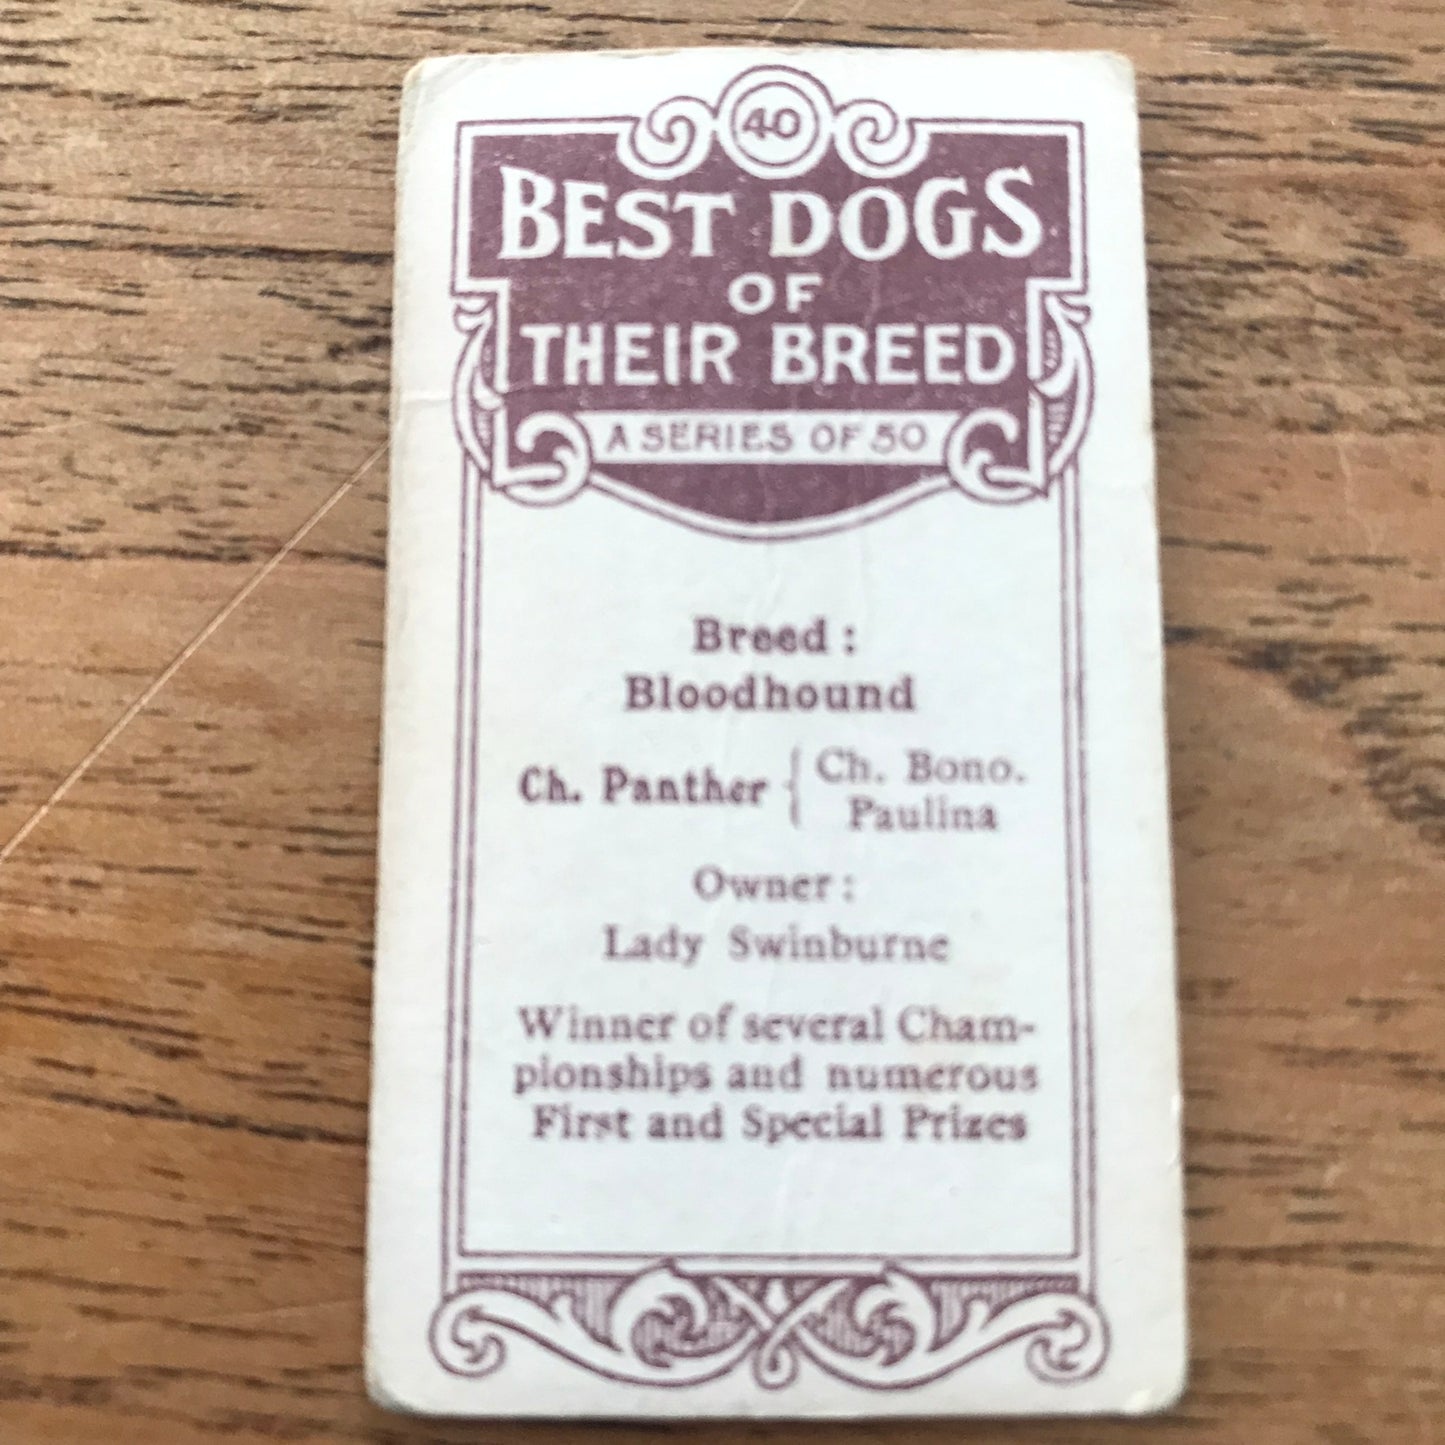 40
BEST DOGS
OF
THEIR BREED
A SERIES OF 50
Breed :
Bloodhound
Ch. Panther { Ch. Bono.
Paulina
Owner :
Lady Swinburne
Winner of several Cham-
pionships and numerous
First and Special Prizes